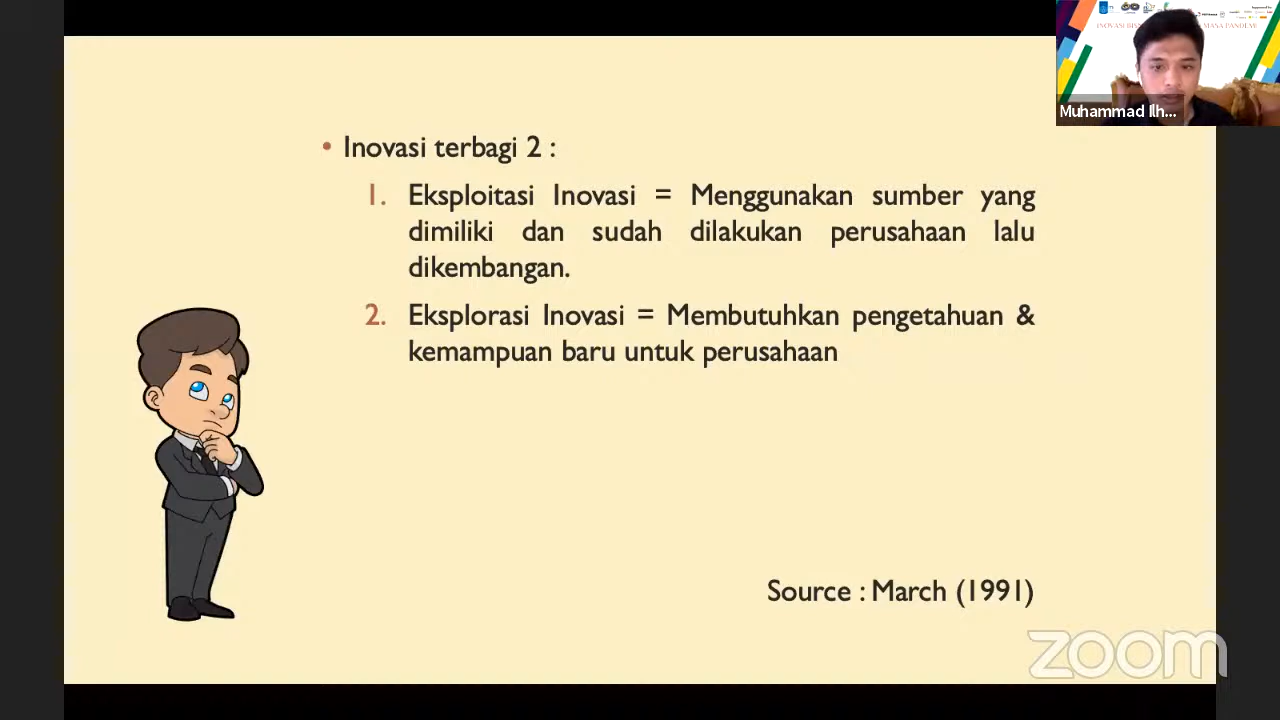 Muhammad Ilh...
• Inovasi terbagi 2 :
1. Eksploitasi Inovasi = Menggunakan sumber yang
dimiliki dan sudah dilakukan perusahaan lalu
dikembangan.
2. Eksplorasi Inovasi = Membutuhkan pengetahuan &
kemampuan baru untuk perusahaan
Source : March (1991)
zoom